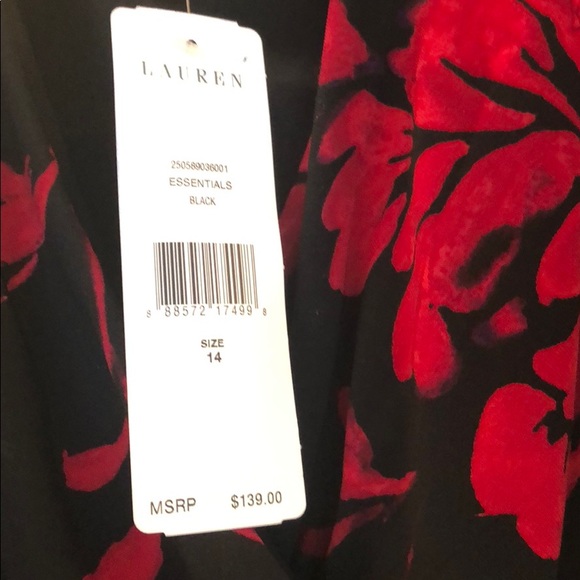 LAUREN
250589036001
ESSENTIALS
BLACK
8 88572 17499 8
SIZE
14
MSRP $139.00